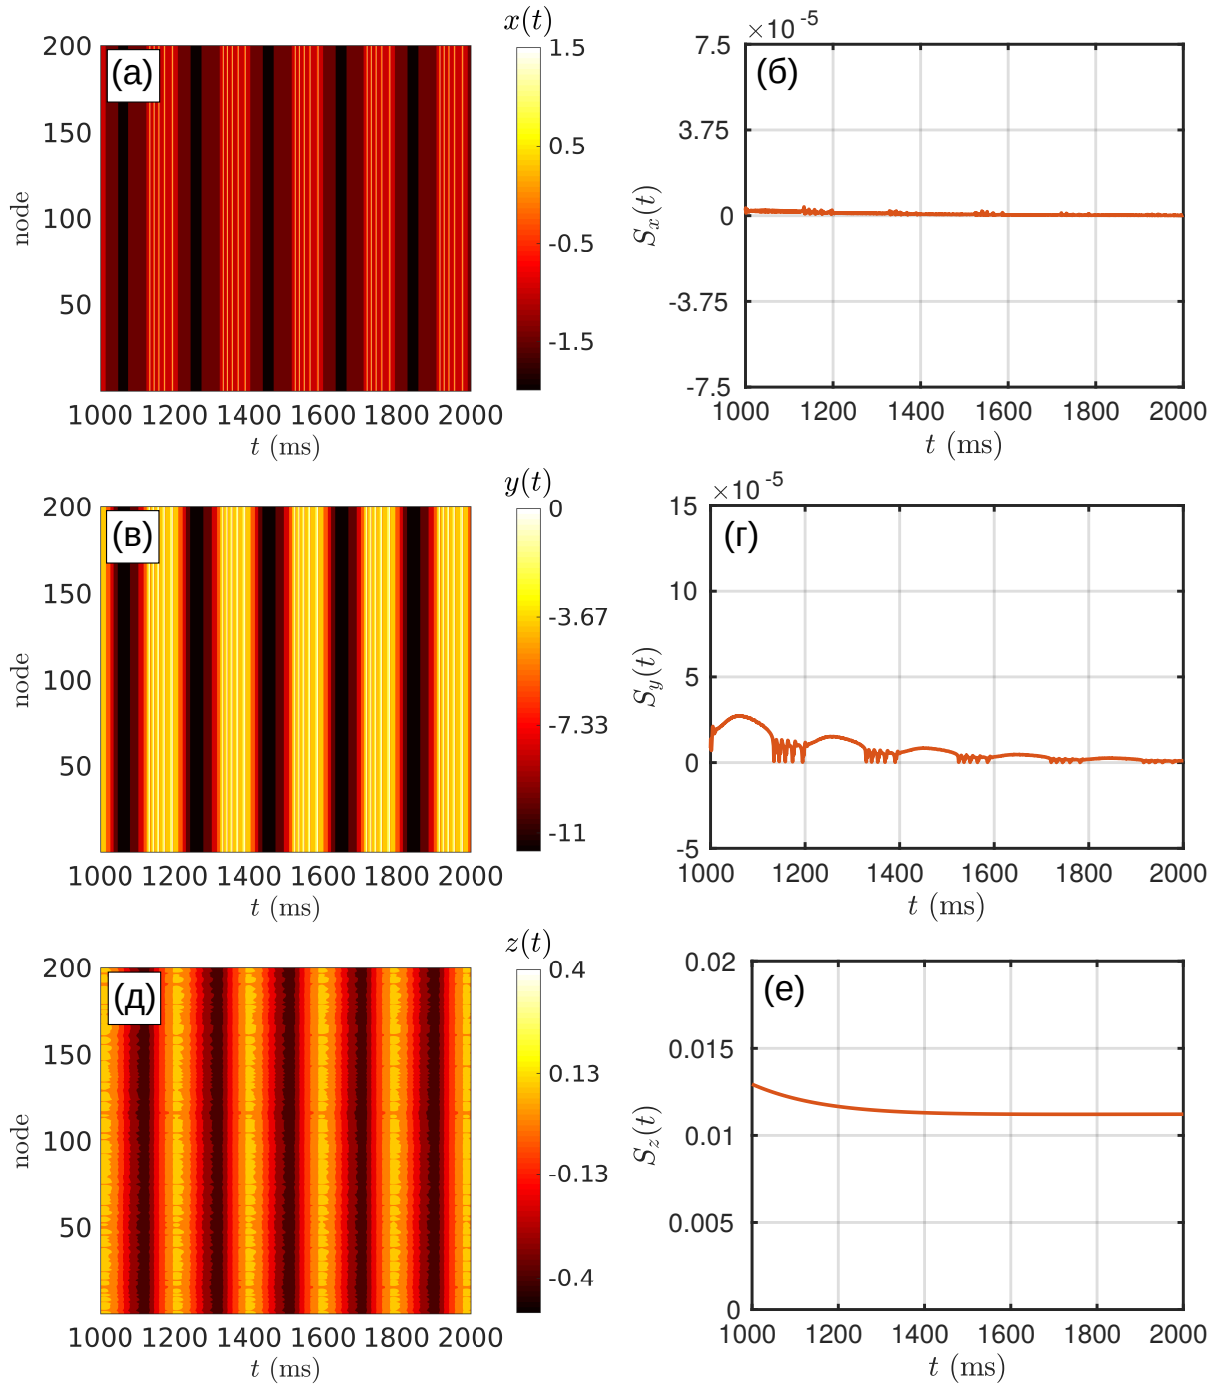 x(t)
(а)
200
150
100
50
node
1000 1200 1400 1600 1800 2000
t (ms)
1.5
0.5
-0.5
-1.5
×10⁻⁵
(б)
7.5
3.75
0
-3.75
-7.5
Sₓ(t)
1000 1200 1400 1600 1800 2000
t (ms)
y(t)
(в)
200
150
100
50
node
1000 1200 1400 1600 1800 2000
t (ms)
0
-3.67
-7.33
-11
×10⁻⁵
(г)
15
10
5
0
-5
S_y(t)
1000 1200 1400 1600 1800 2000
t (ms)
z(t)
(д)
200
150
100
50
node
1000 1200 1400 1600 1800 2000
t (ms)
0.4
0.13
-0.13
-0.4
(е)
0.02
0.015
0.01
0.005
0
S_z(t)
1000 1200 1400 1600 1800 2000
t (ms)